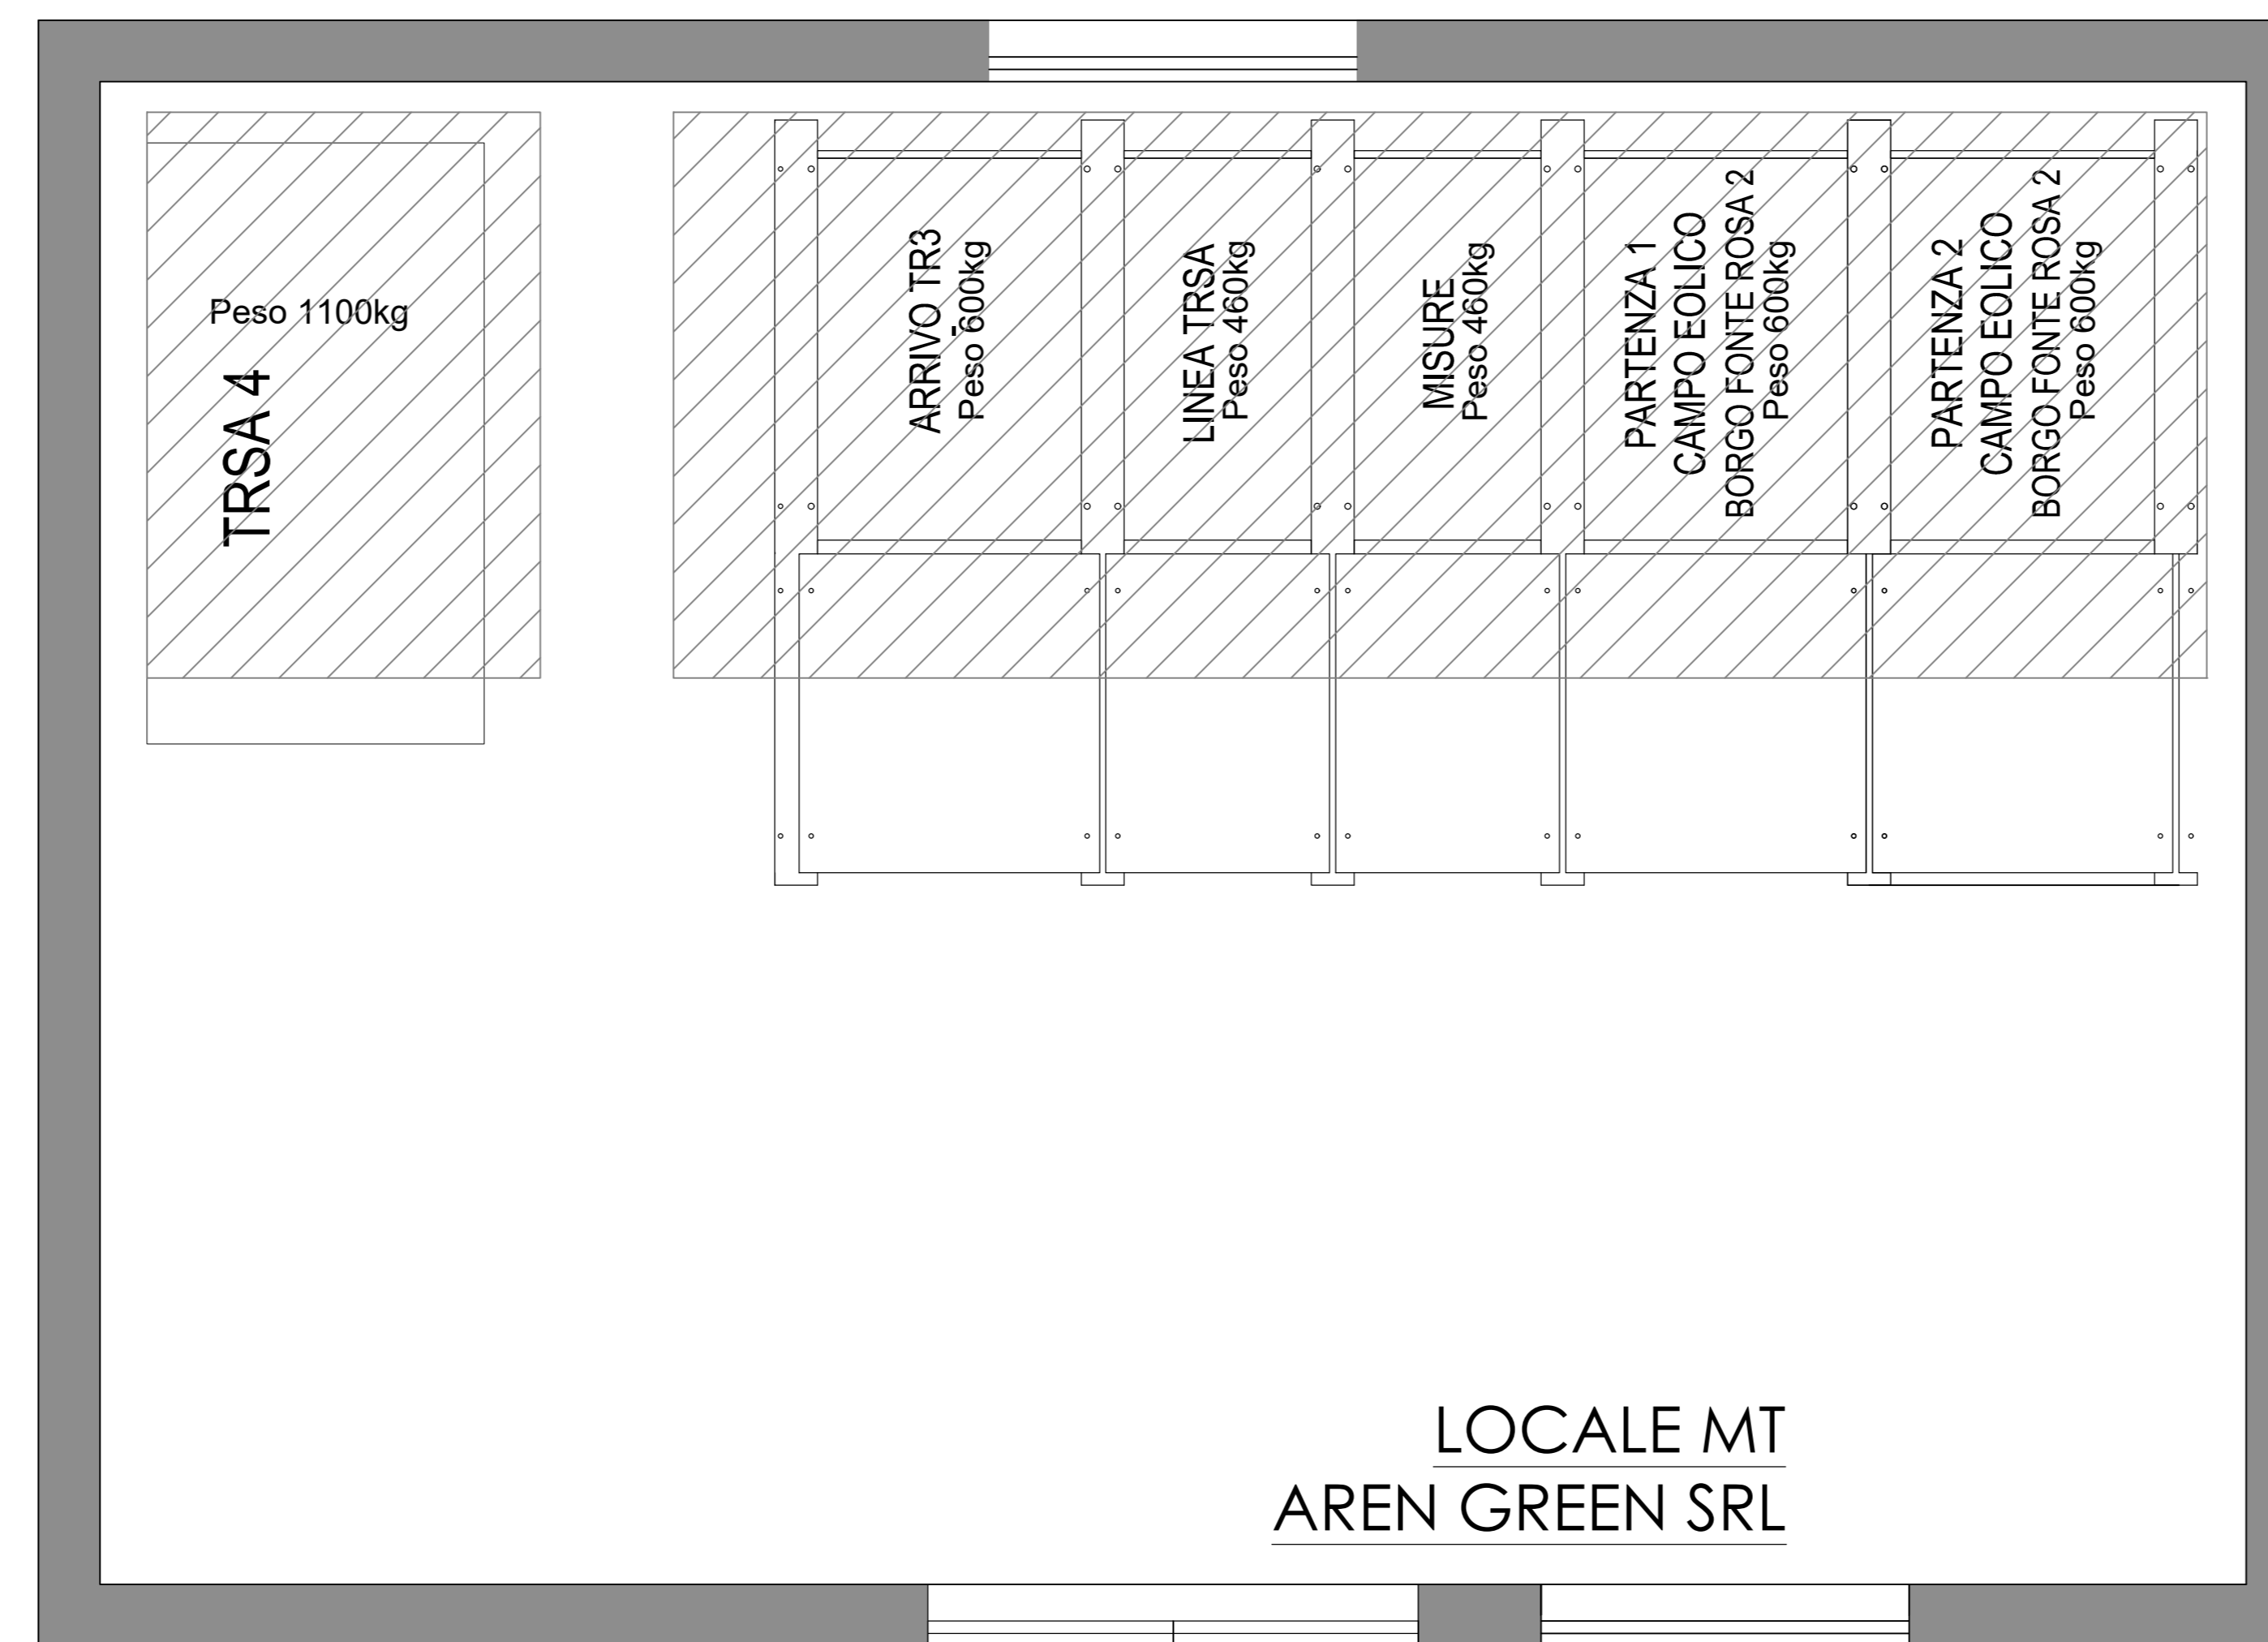 Peso 1100kg
TRSA 4
ARRIVO TR3
Peso 600kg
LINEA TRSA
Peso 460kg
MISURE
Peso 460kg
PARTENZA 1
CAMPO EOLICO
BORGO FONTE ROSA 2
Peso 600kg
PARTENZA 2
CAMPO EOLICO
BORGO FONTE ROSA 2
Peso 600kg
LOCALE MT
AREN GREEN SRL